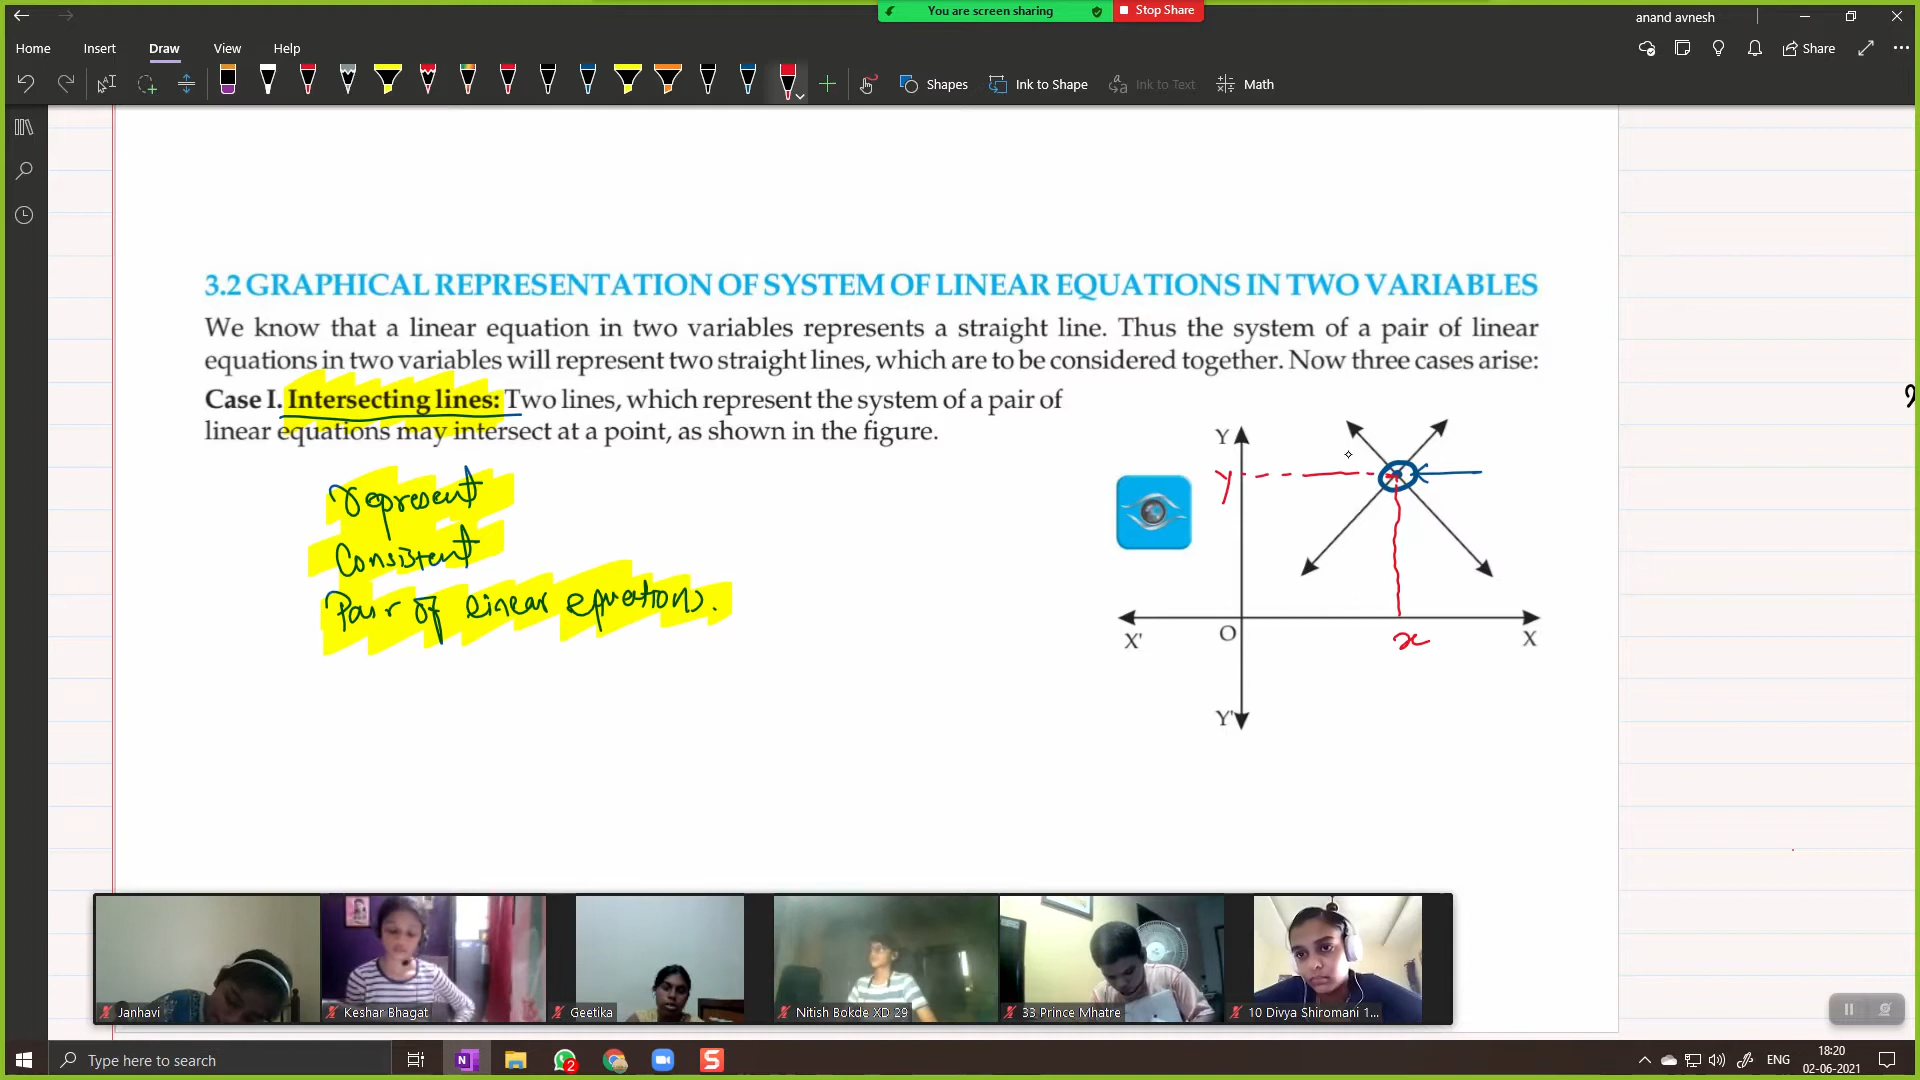 You are screen sharing
Stop Share
anand avnesh
Home Insert Draw View Help
Share
Shapes Ink to Shape Ink to Text Math
3.2 GRAPHICAL REPRESENTATION OF SYSTEM OF LINEAR EQUATIONS IN TWO VARIABLES
We know that a linear equation in two variables represents a straight line. Thus the system of a pair of linear
equations in two variables will represent two straight lines, which are to be considered together. Now three cases arise:
Case I. Intersecting lines: Two lines, which represent the system of a pair of
linear equations may intersect at a point, as shown in the figure.
represent
Consistent
Pair of linear equations.
Y
y
X'
O
x
X
Y'
Janhavi
Keshar Bhagat
Geetika
Nitish Bokde XD 29
33 Prince Mhatre
10 Divya Shiromani 1...
Type here to search
2
ENG
18:20
02-06-2021